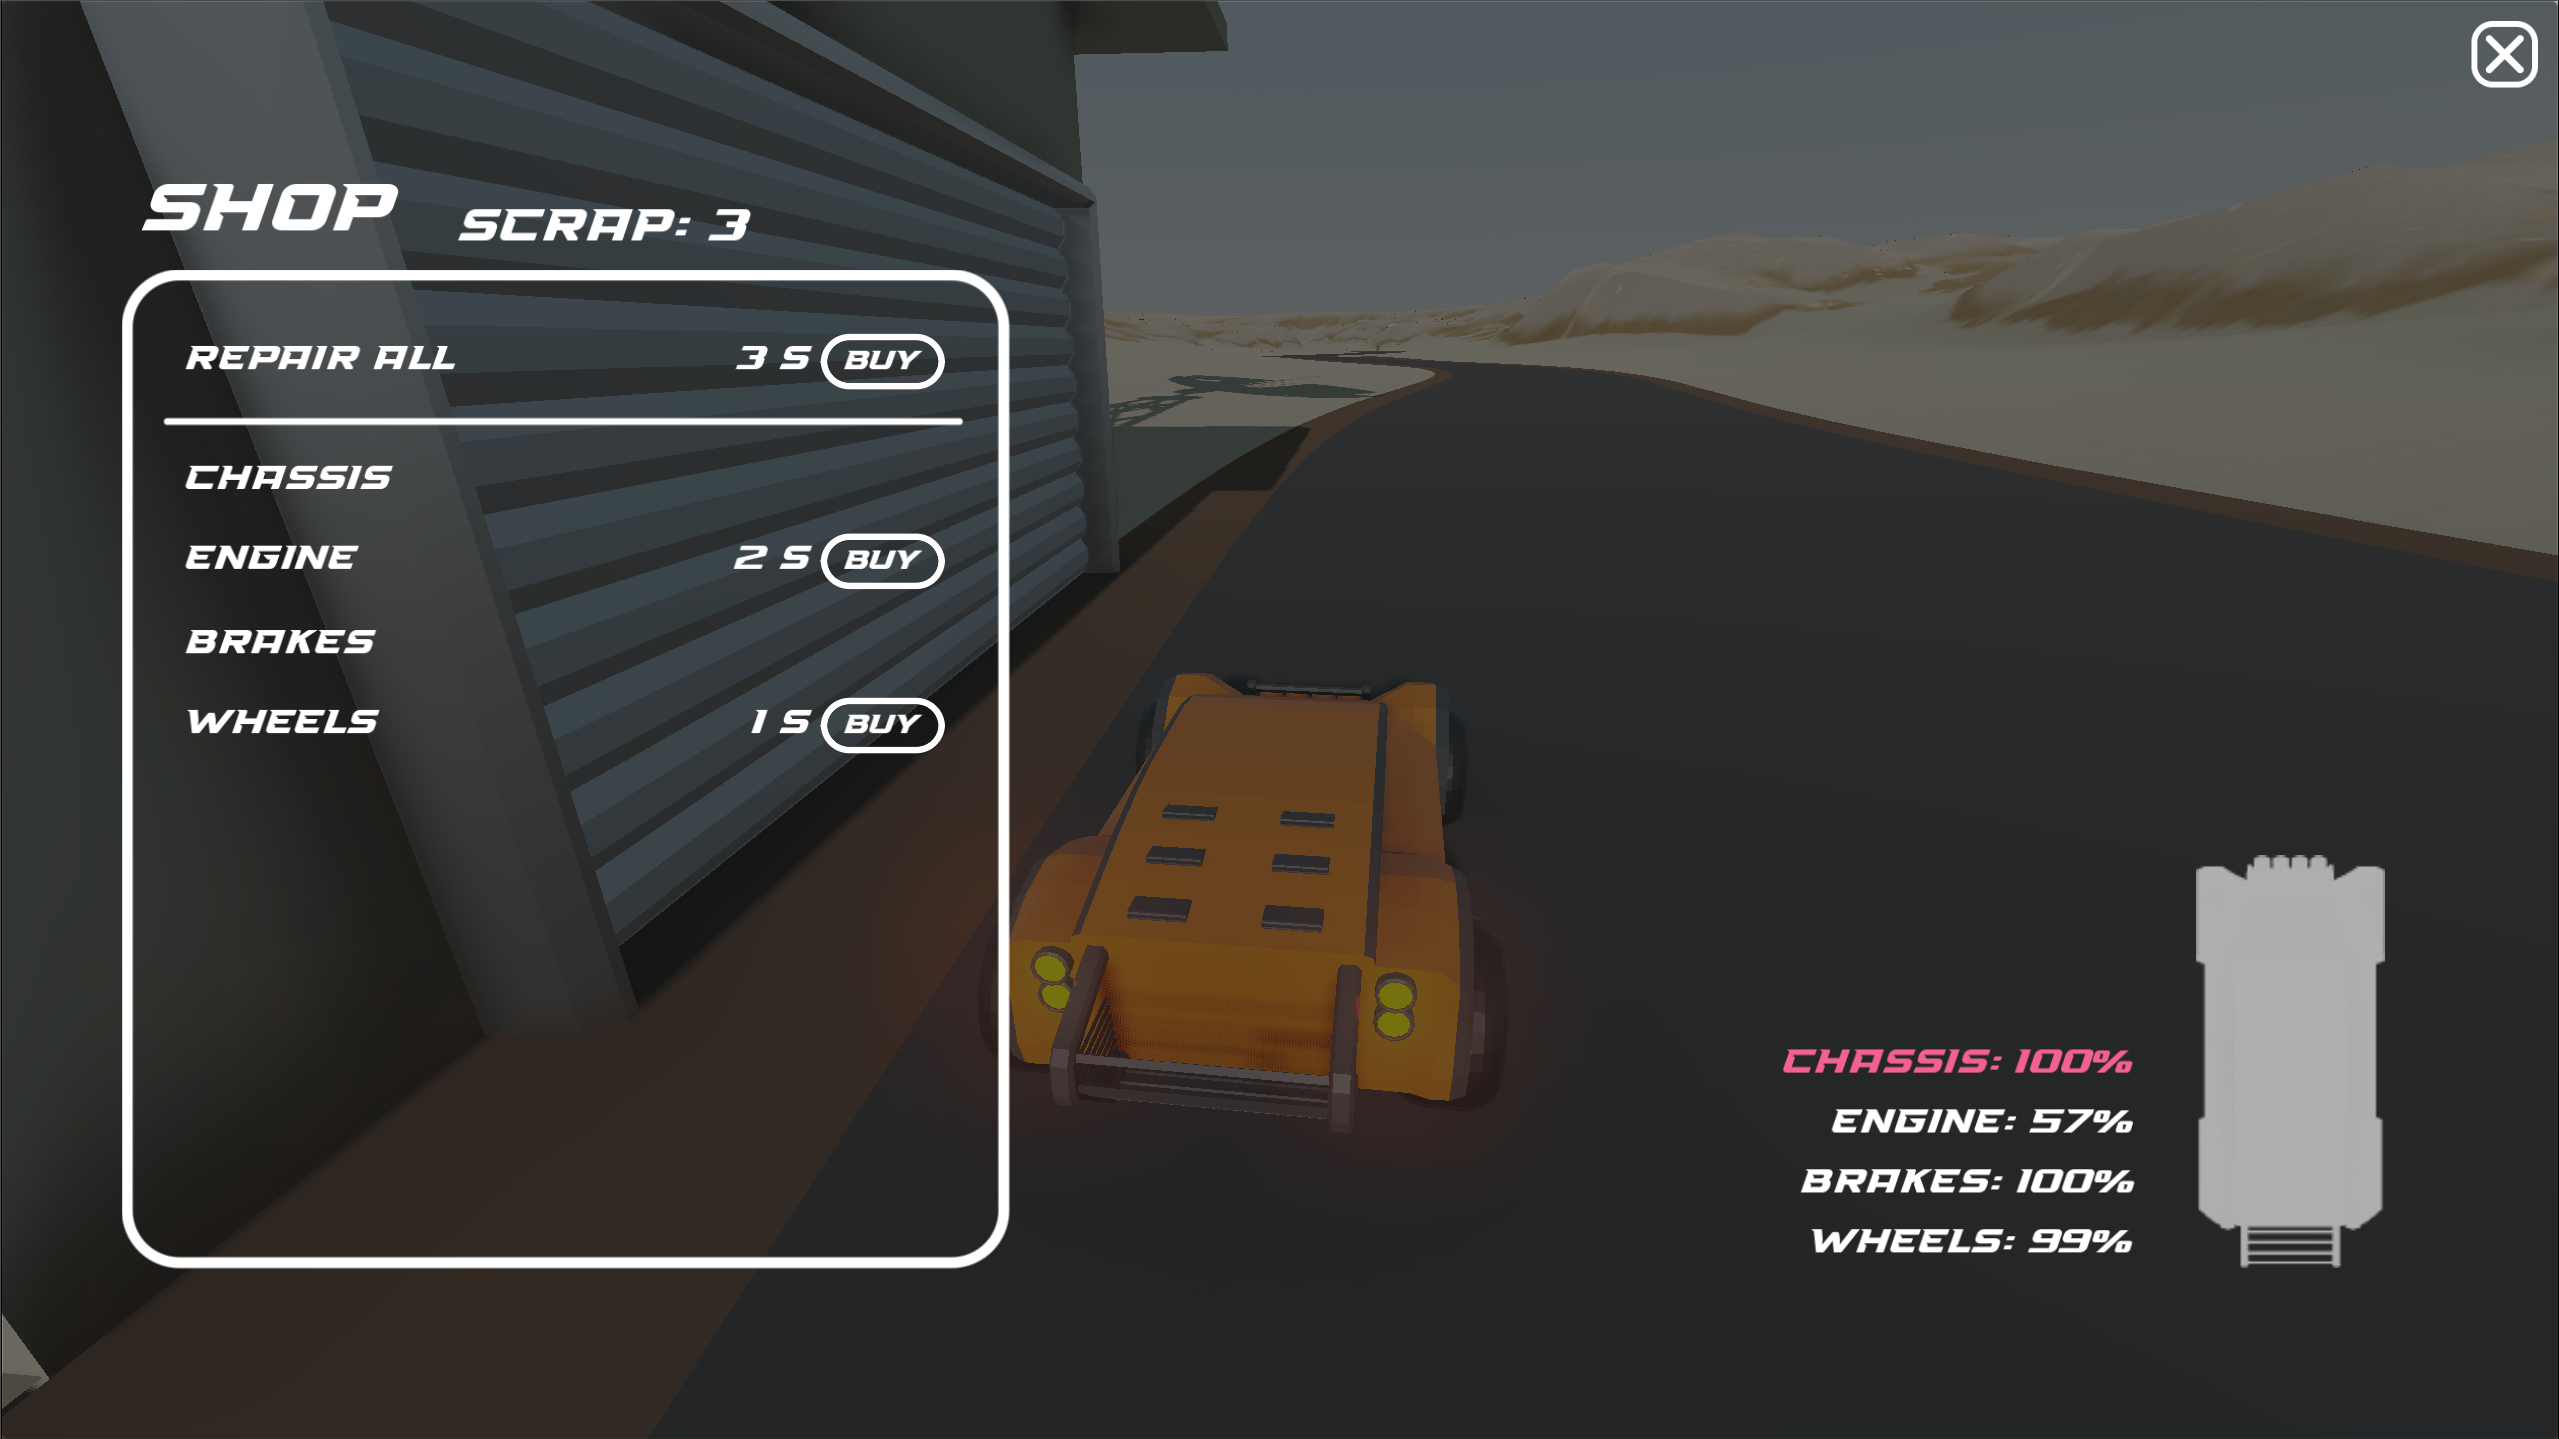 SHOP SCRAP: 3
REPAIR ALL 3 S BUY
CHASSIS
ENGINE 2 S BUY
BRAKES
WHEELS 1 S BUY
CHASSIS: 100%
ENGINE: 57%
BRAKES: 100%
WHEELS: 99%